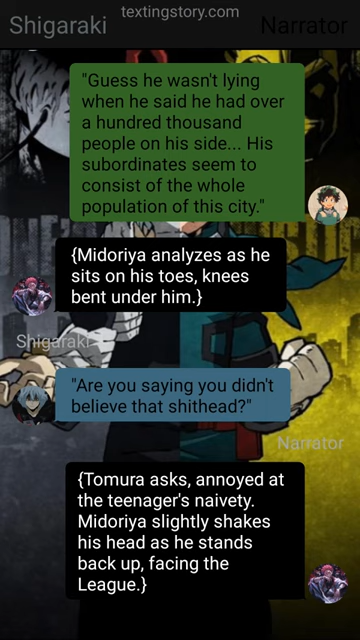 textingstory.com
Shigaraki
Narrator
"Guess he wasn't lying
when he said he had over
a hundred thousand
people on his side... His
subordinates seem to
consist of the whole
population of this city."
{Midoriya analyzes as he
sits on his toes, knees
bent under him.}
Shigaraki
"Are you saying you didn't
believe that shithead?"
Narrator
{Tomura asks, annoyed at
the teenager's naivety.
Midoriya slightly shakes
his head as he stands
back up, facing the
League.}